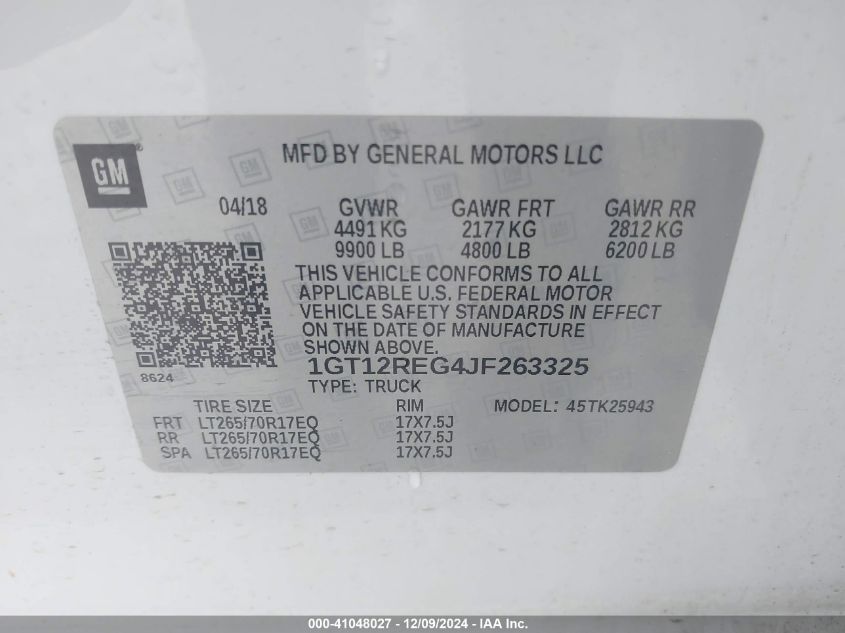 GM
MFD BY GENERAL MOTORS LLC
04/18 GVWR GAWR FRT GAWR RR
4491 KG 2177 KG 2812 KG
9900 LB 4800 LB 6200 LB
THIS VEHICLE CONFORMS TO ALL
APPLICABLE U.S. FEDERAL MOTOR
VEHICLE SAFETY STANDARDS IN EFFECT
ON THE DATE OF MANUFACTURE
SHOWN ABOVE.
8624
1GT12REG4JF263325
TYPE: TRUCK
TIRE SIZE RIM MODEL: 45TK25943
FRT LT265/70R17EQ 17X7.5J
RR LT265/70R17EQ 17X7.5J
SPA LT265/70R17EQ 17X7.5J
000-41048027 - 12/09/2024 - IAA Inc.